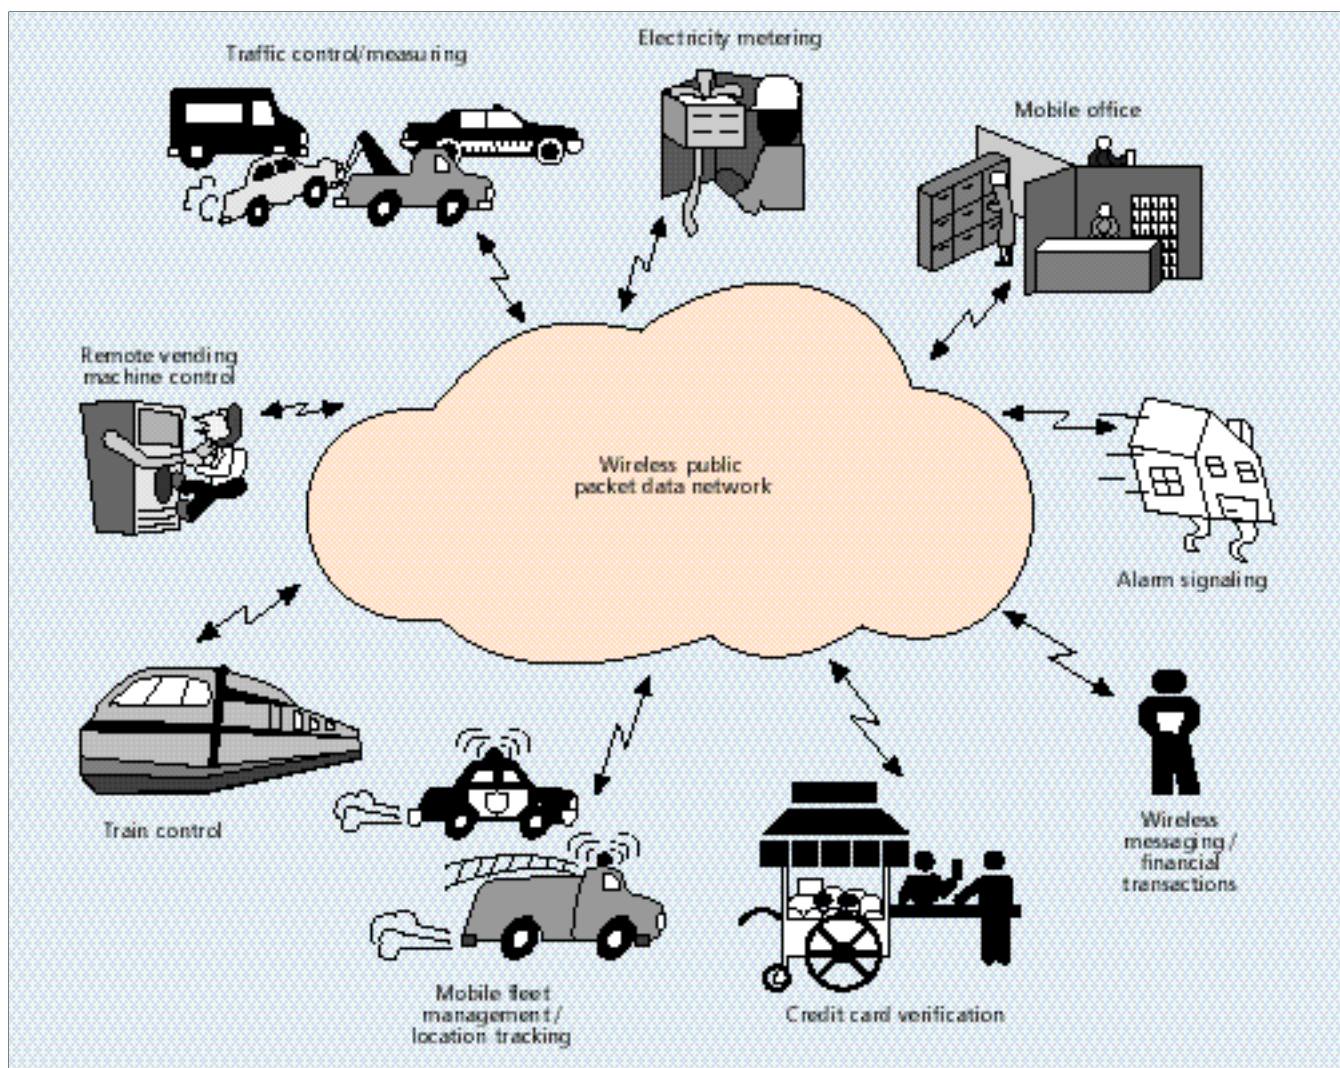 Traffic control/measuring
Electricity metering
Mobile office
Remote vending
machine control
Wireless public
packet data network
Alarm signaling
Train control
Wireless
messaging/
financial
transactions
Mobile fleet
management/
location tracking
Credit card verification